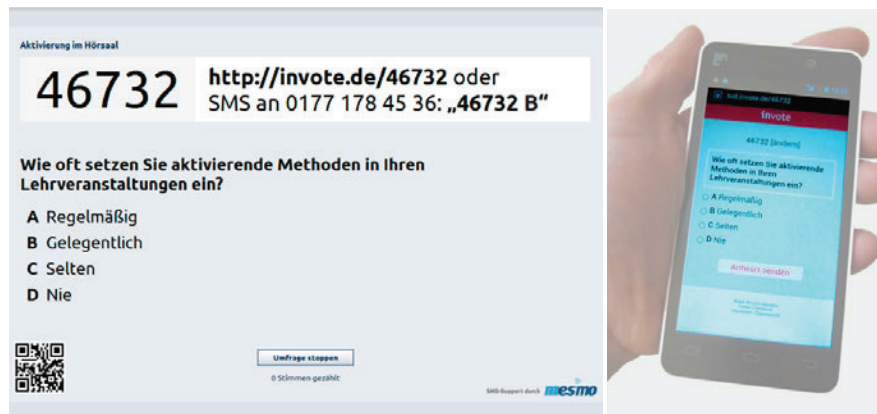 Aktivierung im Hörsaal
46732
http://invote.de/46732 oder
SMS an 0177 178 45 36: „46732 B“
Wie oft setzen Sie aktivierende Methoden in Ihren
Lehrveranstaltungen ein?
A Regelmäßig
B Gelegentlich
C Selten
D Nie
Umfrage stoppen
0 Stimmen gezählt
SMS-Support durch mesmo
invote
46732 [ändern]
Wie oft setzen Sie aktivierende
Methoden in Ihren
Lehrveranstaltungen ein?
A Regelmäßig
B Gelegentlich
C Selten
D Nie
Antwort senden